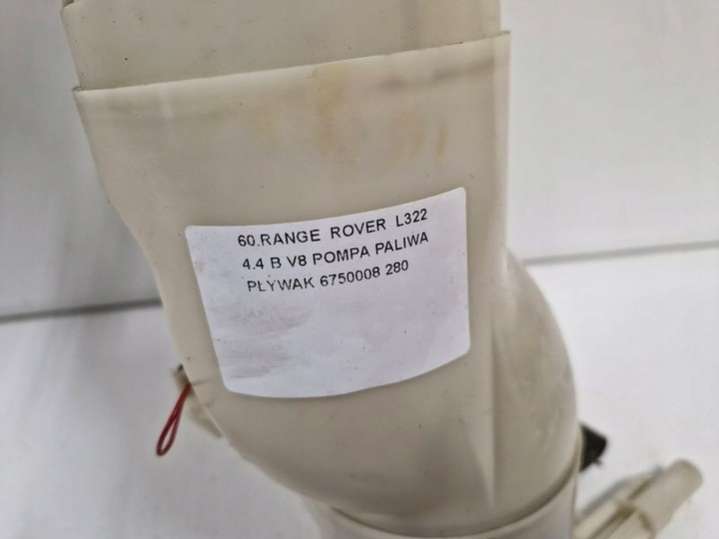 60.RANGE ROVER L322
4.4 B V8 POMPA PALIWA
PŁYWAK 6750008 280